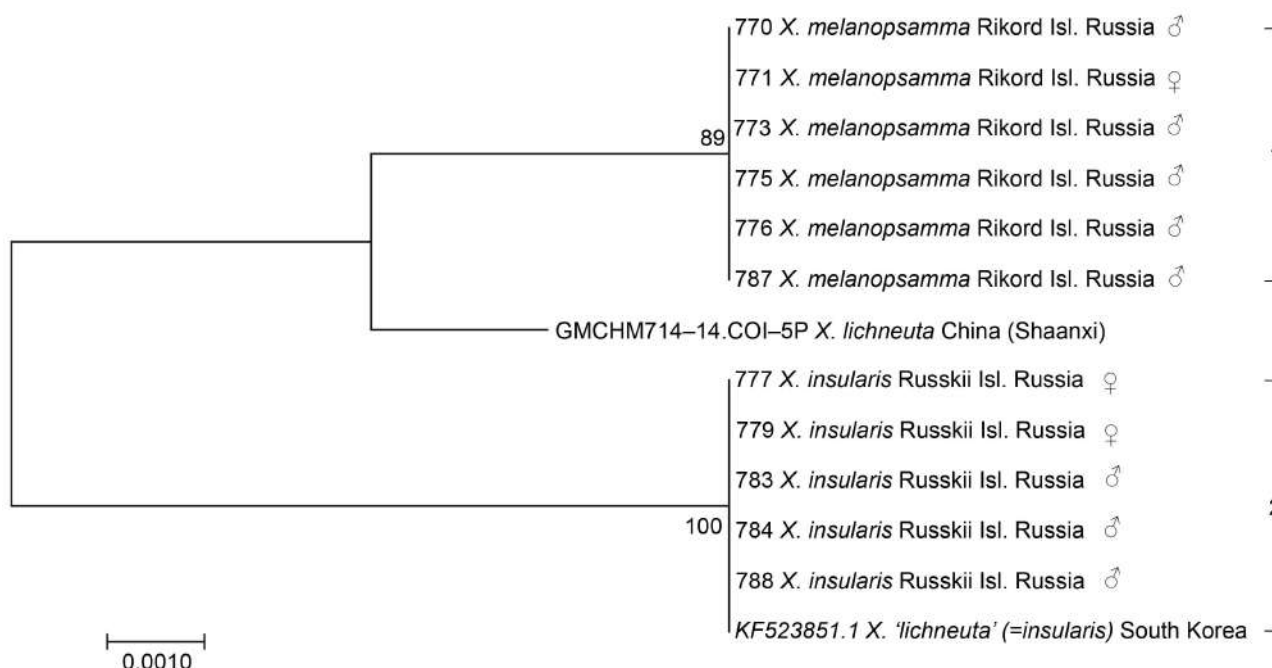 770 X. melanopsamma Rikord Isl. Russia ♂
771 X. melanopsamma Rikord Isl. Russia ♀
773 X. melanopsamma Rikord Isl. Russia ♂
89
775 X. melanopsamma Rikord Isl. Russia ♂
776 X. melanopsamma Rikord Isl. Russia ♂
787 X. melanopsamma Rikord Isl. Russia ♂
GMCHM714–14.COI–5P X. lichneuta China (Shaanxi)
777 X. insularis Russkii Isl. Russia ♀
779 X. insularis Russkii Isl. Russia ♀
783 X. insularis Russkii Isl. Russia ♂
100
784 X. insularis Russkii Isl. Russia ♂
788 X. insularis Russkii Isl. Russia ♂
KF523851.1 X. ‘lichneuta’ (=insularis) South Korea
0.0010